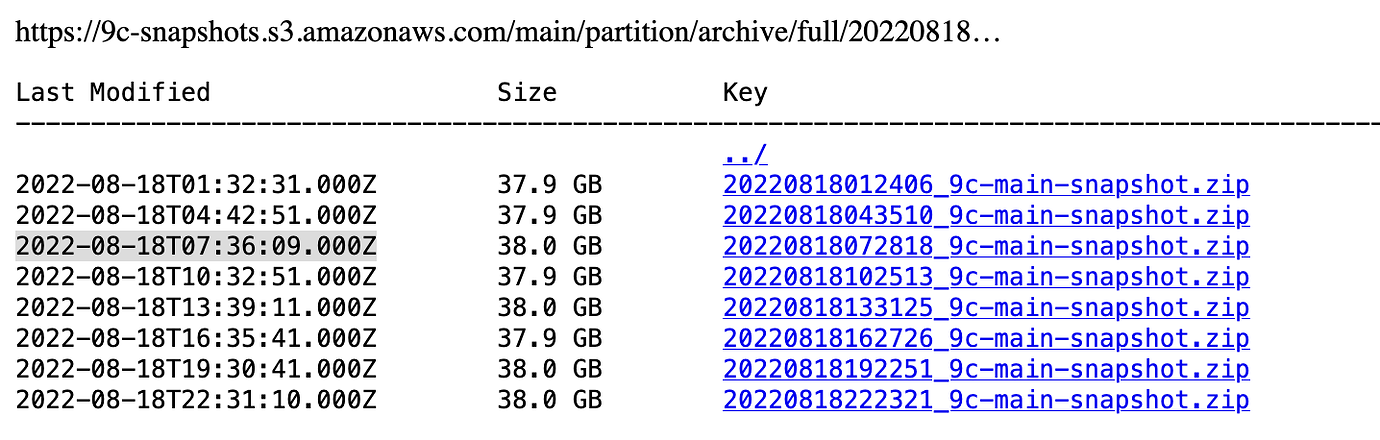 https://9c-snapshots.s3.amazonaws.com/main/partition/archive/full/20220818…
Last Modified Size Key
--------------------------------------------------------------------------------------------
../
2022-08-18T01:32:31.000Z 37.9 GB 20220818012406_9c-main-snapshot.zip
2022-08-18T04:42:51.000Z 37.9 GB 20220818043510_9c-main-snapshot.zip
2022-08-18T07:36:09.000Z 38.0 GB 20220818072818_9c-main-snapshot.zip
2022-08-18T10:32:51.000Z 37.9 GB 20220818102513_9c-main-snapshot.zip
2022-08-18T13:39:11.000Z 38.0 GB 20220818133125_9c-main-snapshot.zip
2022-08-18T16:35:41.000Z 37.9 GB 20220818162726_9c-main-snapshot.zip
2022-08-18T19:30:41.000Z 38.0 GB 20220818192251_9c-main-snapshot.zip
2022-08-18T22:31:10.000Z 38.0 GB 20220818222321_9c-main-snapshot.zip